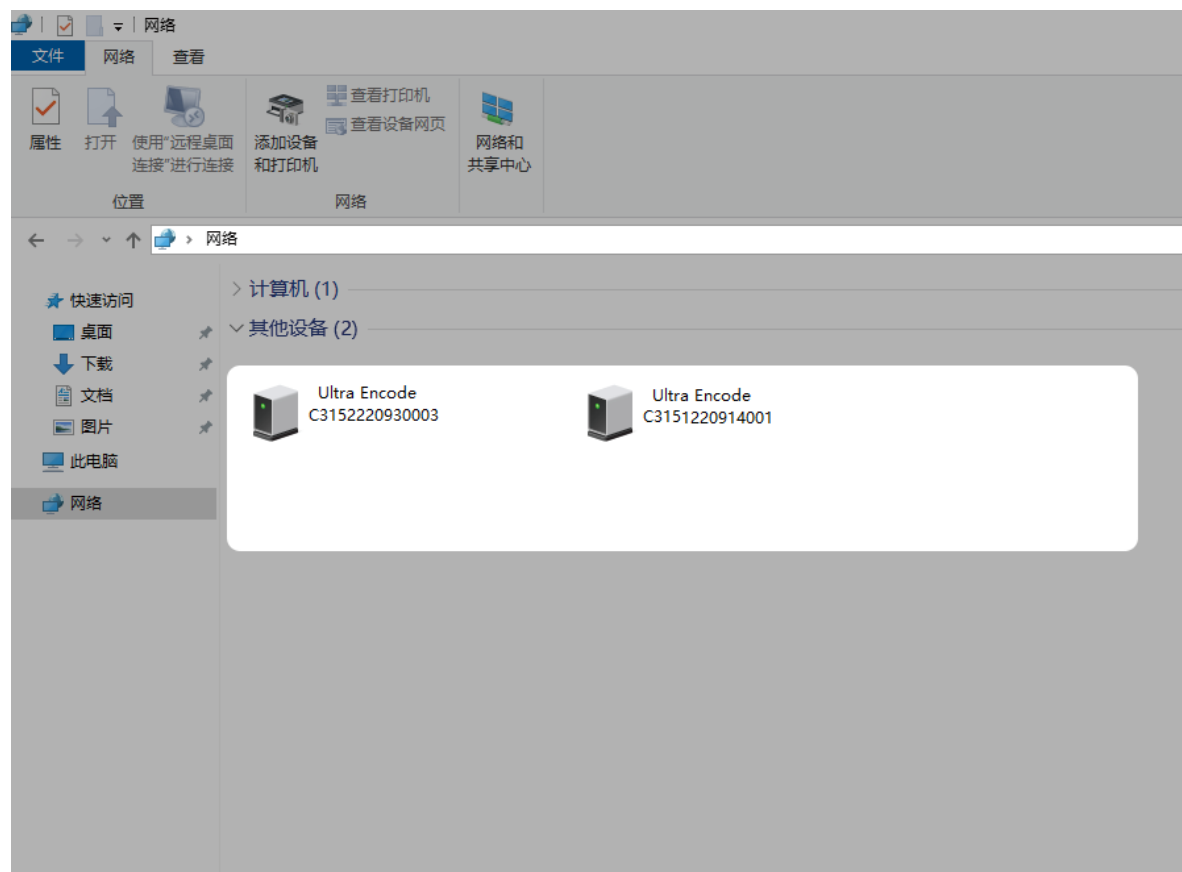 网络
文件
网络
查看
属性
打开
使用“远程桌面
连接”进行连接
位置
添加设备
和打印机
查看打印机
查看设备网页
网络
网络和
共享中心
网络
快速访问
桌面
下载
文档
图片
此电脑
网络
计算机 (1)
其他设备 (2)
Ultra Encode
C3152220930003
Ultra Encode
C3151220914001